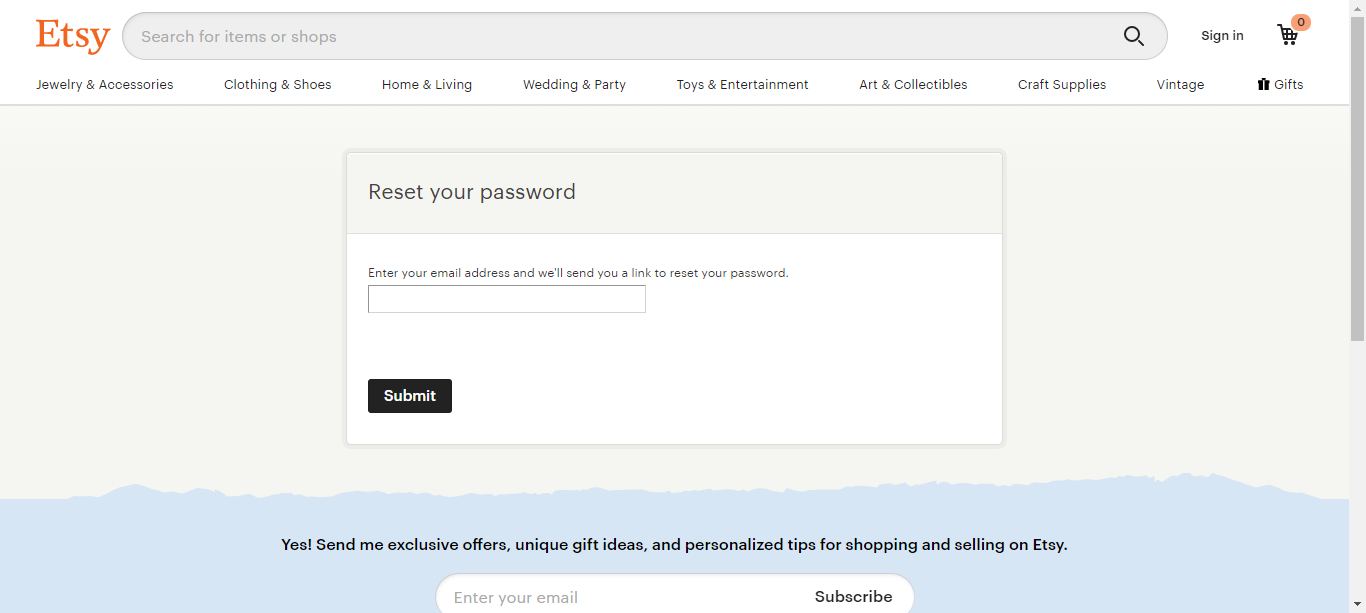 Etsy
Search for items or shops
Sign in
0
Jewelry & Accessories
Clothing & Shoes
Home & Living
Wedding & Party
Toys & Entertainment
Art & Collectibles
Craft Supplies
Vintage
Gifts
Reset your password
Enter your email address and we'll send you a link to reset your password.
Submit
Yes! Send me exclusive offers, unique gift ideas, and personalized tips for shopping and selling on Etsy.
Enter your email
Subscribe